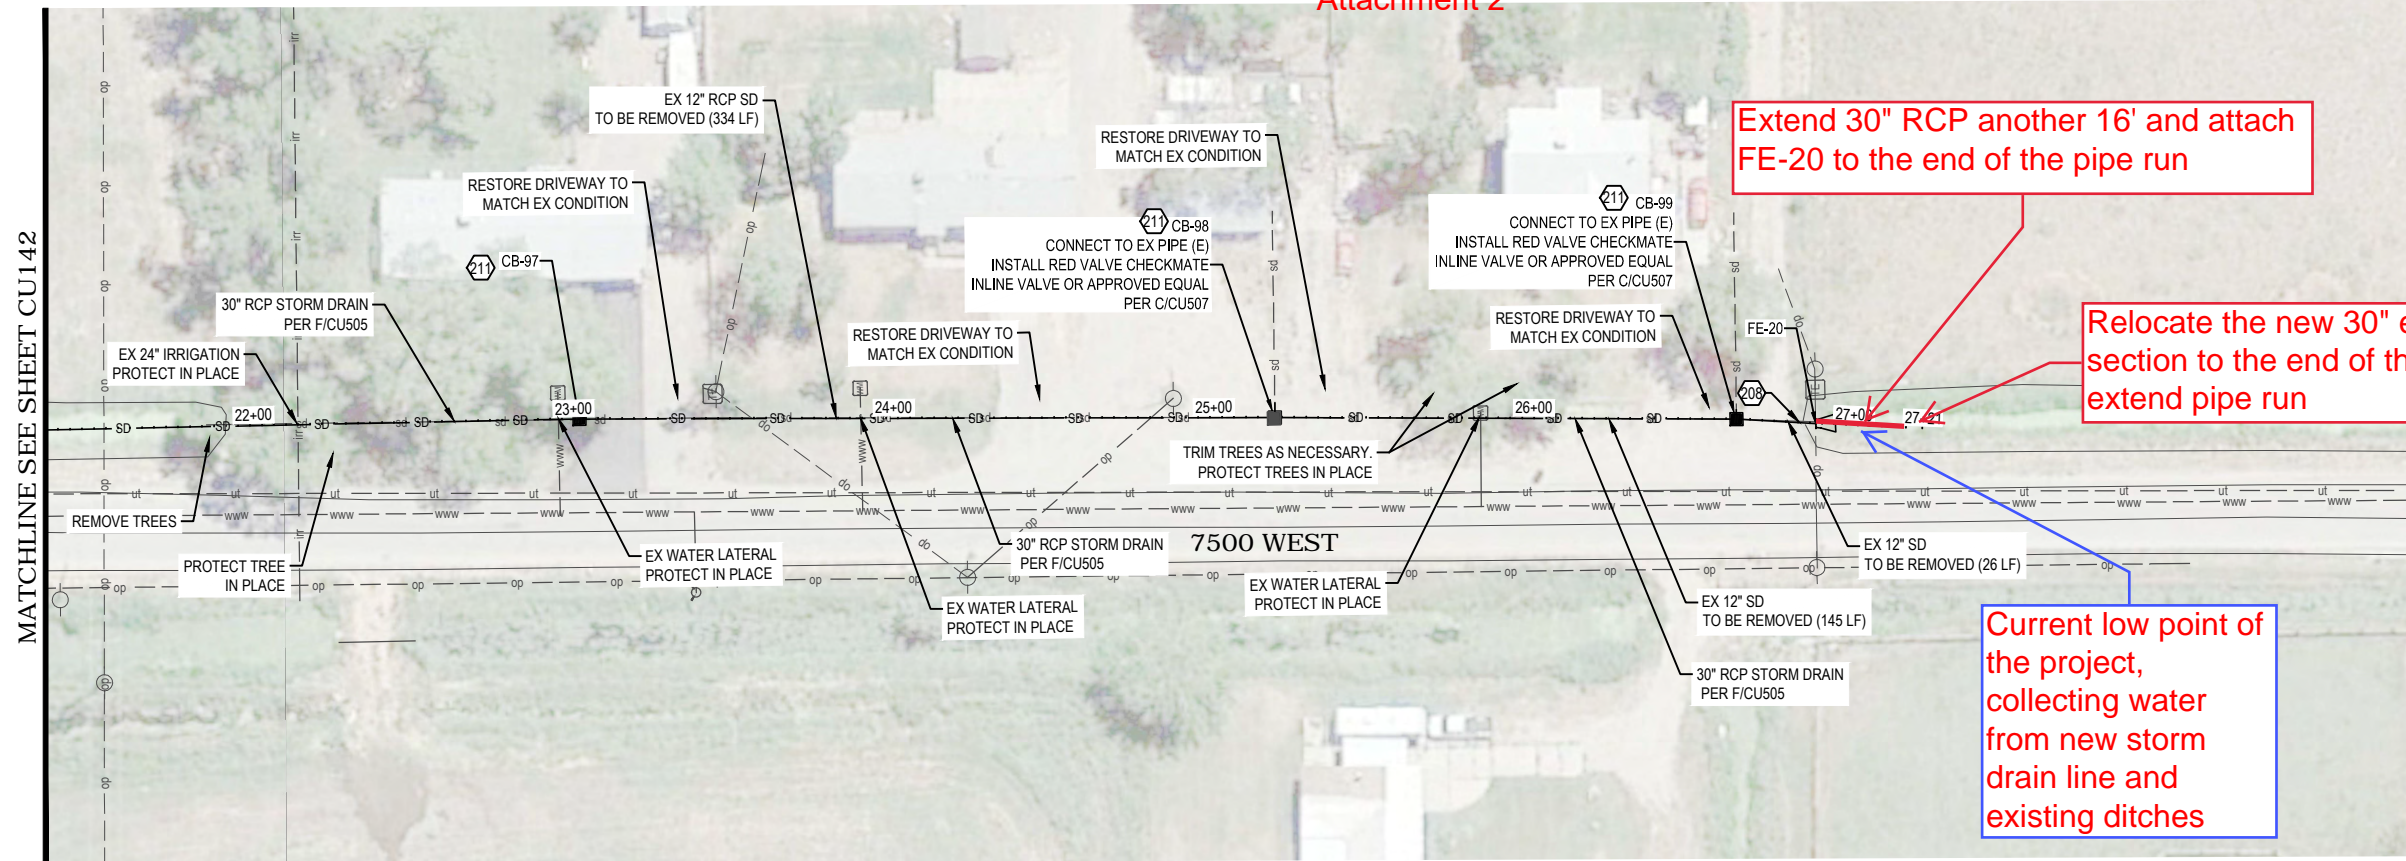 Attachment 2
MATCHLINE SEE SHEET CU142
EX 12" RCP SD
TO BE REMOVED (334 LF)
RESTORE DRIVEWAY TO
MATCH EX CONDITION
RESTORE DRIVEWAY TO
MATCH EX CONDITION
Extend 30" RCP another 16' and attach
FE-20 to the end of the pipe run
211 CB-97
211 CB-98
CONNECT TO EX PIPE (E)
INSTALL RED VALVE CHECKMATE
INLINE VALVE OR APPROVED EQUAL
PER C/CU507
211 CB-99
CONNECT TO EX PIPE (E)
INSTALL RED VALVE CHECKMATE
INLINE VALVE OR APPROVED EQUAL
PER C/CU507
30" RCP STORM DRAIN
PER F/CU505
EX 24" IRRIGATION
PROTECT IN PLACE
RESTORE DRIVEWAY TO
MATCH EX CONDITION
RESTORE DRIVEWAY TO
MATCH EX CONDITION
FE-20
208
Relocate the new 30"
section to the end of
extend pipe run
22+00
23+00
24+00
25+00
26+00
TRIM TREES AS NECESSARY.
PROTECT TREES IN PLACE
REMOVE TREES
PROTECT TREE
IN PLACE
EX WATER LATERAL
PROTECT IN PLACE
EX WATER LATERAL
PROTECT IN PLACE
30" RCP STORM DRAIN
PER F/CU505
7500 WEST
EX WATER LATERAL
PROTECT IN PLACE
EX 12" SD
TO BE REMOVED (145 LF)
30" RCP STORM DRAIN
PER F/CU505
EX 12" SD
TO BE REMOVED (26 LF)
Current low point of
the project,
collecting water
from new storm
drain line and
existing ditches